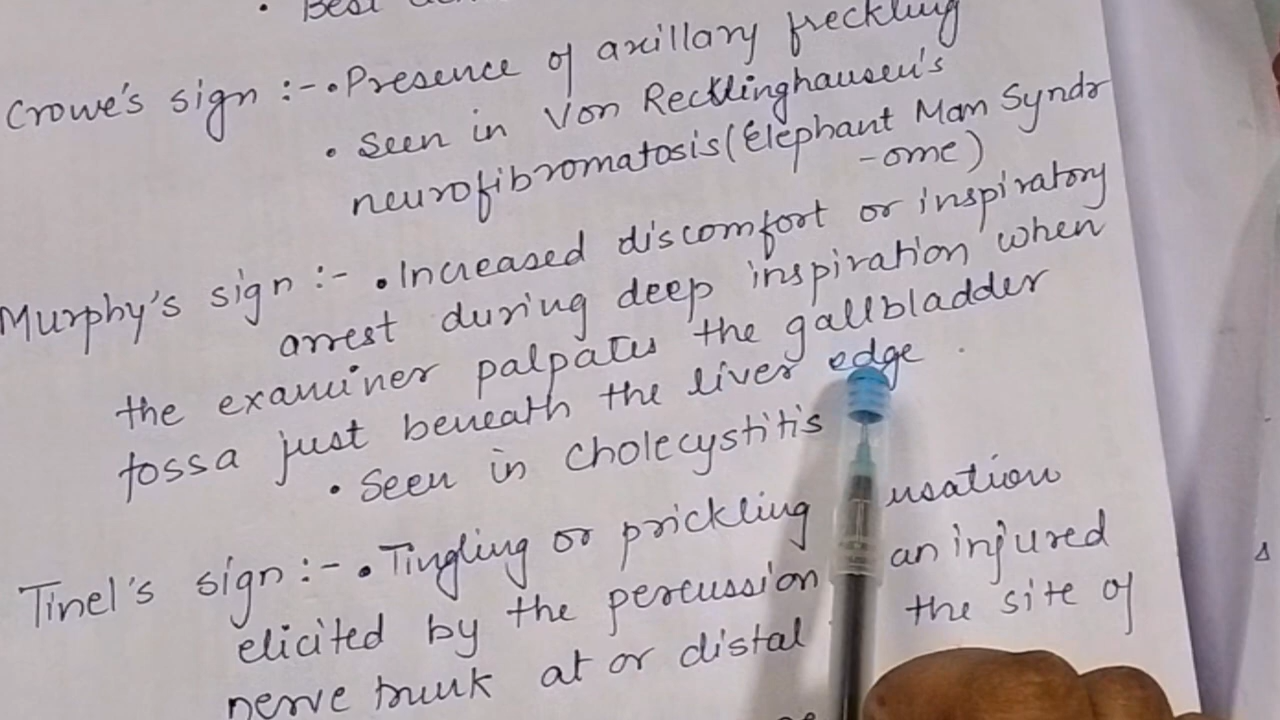 • Best
Crowe's sign :- • Presence of axillary freckling
• Seen in Von Recklinghausen's
neurofibromatosis (Elephant Man Syndr
-ome)
Murphy's sign :- • Increased discomfort or inspiratory
arrest during deep inspiration when
the examiner palpates the gallbladder
fossa just beneath the liver edge .
• Seen in Cholecystitis
Tinel's sign :- • Tingling or prickling
elicited by the percussion an injured
nerve trunk at or distal the site of